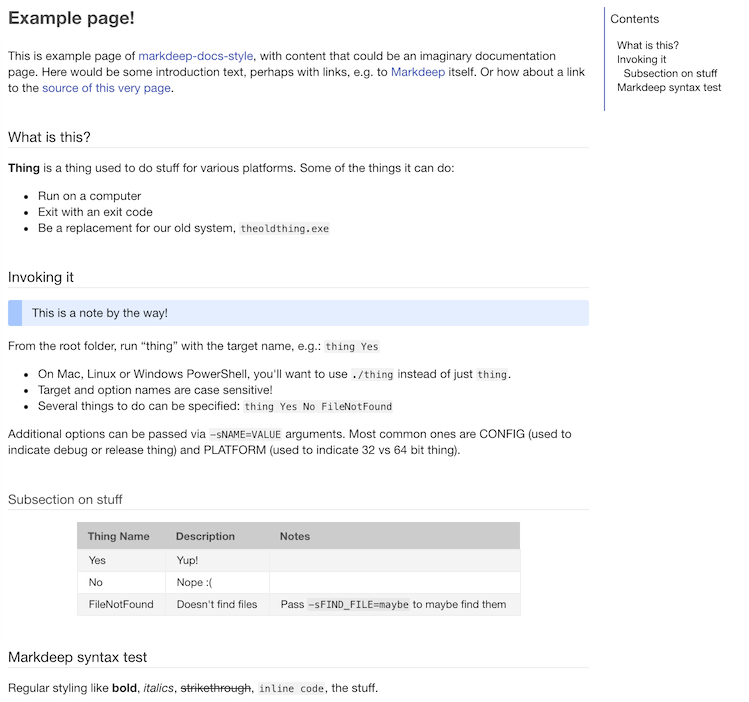 Example page!
This is example page of markdeep-docs-style, with content that could be an imaginary documentation
page. Here would be some introduction text, perhaps with links, e.g. to Markdeep itself. Or how about a link
to the source of this very page.
What is this?
Thing is a thing used to do stuff for various platforms. Some of the things it can do:
• Run on a computer
• Exit with an exit code
• Be a replacement for our old system, theoldthing.exe
Invoking it
This is a note by the way!
From the root folder, run “thing” with the target name, e.g.: thing Yes
• On Mac, Linux or Windows PowerShell, you'll want to use ./thing instead of just thing.
• Target and option names are case sensitive!
• Several things to do can be specified: thing Yes No FileNotFound
Additional options can be passed via -sNAME=VALUE arguments. Most common ones are CONFIG (used to
indicate debug or release thing) and PLATFORM (used to indicate 32 vs 64 bit thing).
Subsection on stuff
Thing Name Description Notes
Yes Yup!
No Nope :(
FileNotFound Doesn't find files Pass -sFIND_FILE=maybe to maybe find them
Markdeep syntax test
Regular styling like bold, italics, strikethrough, inline code, the stuff.
Contents
What is this?
Invoking it
Subsection on stuff
Markdeep syntax test